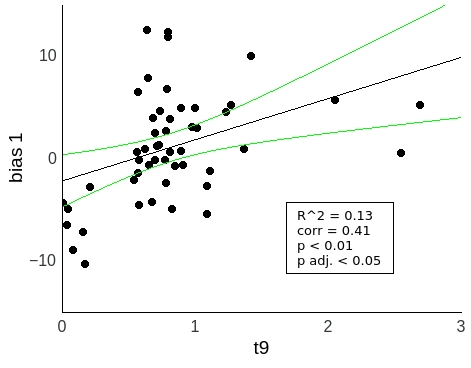 bias 1
10
0
−10
R^2 = 0.13
corr = 0.41
p < 0.01
p adj. < 0.05
0
1
2
3
t9